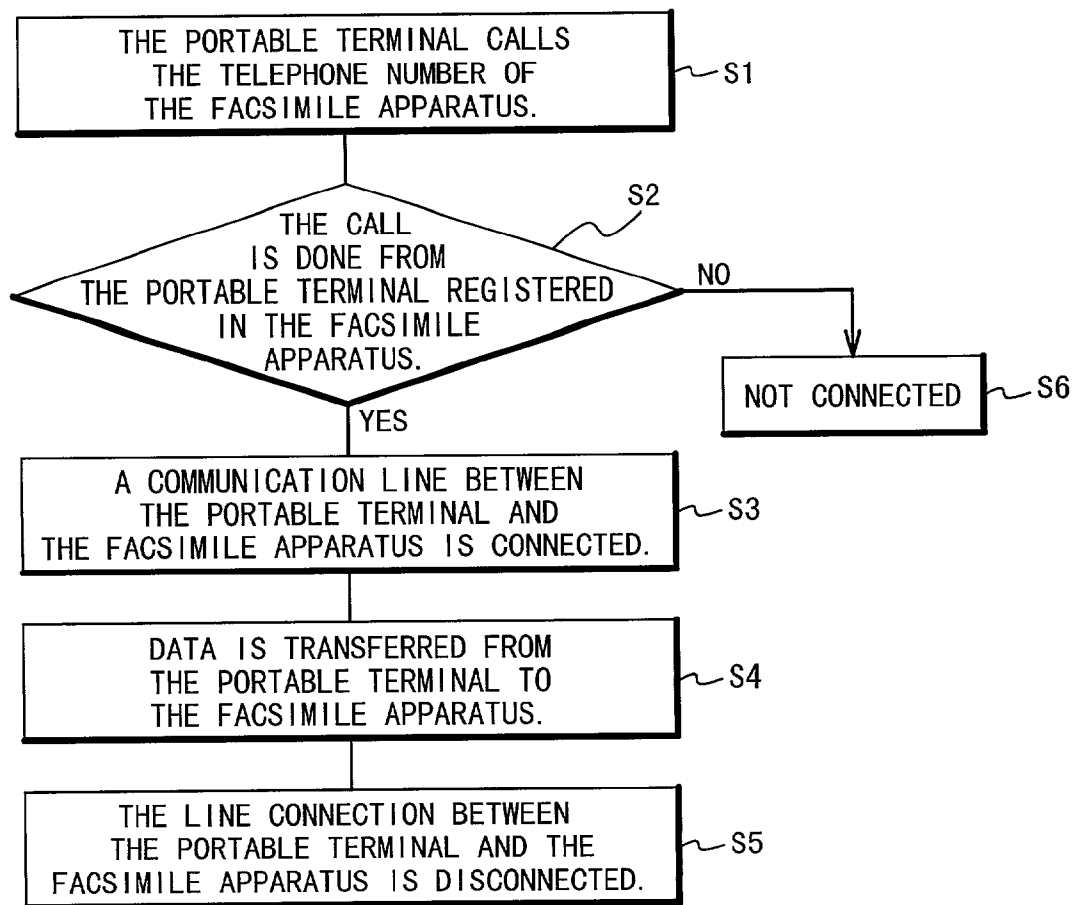 THE PORTABLE TERMINAL CALLS
THE TELEPHONE NUMBER OF
THE FACSIMILE APPARATUS.
S1
S2
THE CALL
IS DONE FROM
THE PORTABLE TERMINAL REGISTERED
IN THE FACSIMILE
APPARATUS.
NO
YES
NOT CONNECTED
S6
A COMMUNICATION LINE BETWEEN
THE PORTABLE TERMINAL AND
THE FACSIMILE APPARATUS IS CONNECTED.
S3
DATA IS TRANSFERRED FROM
THE PORTABLE TERMINAL TO
THE FACSIMILE APPARATUS.
S4
THE LINE CONNECTION BETWEEN
THE PORTABLE TERMINAL AND THE
FACSIMILE APPARATUS IS DISCONNECTED.
S5